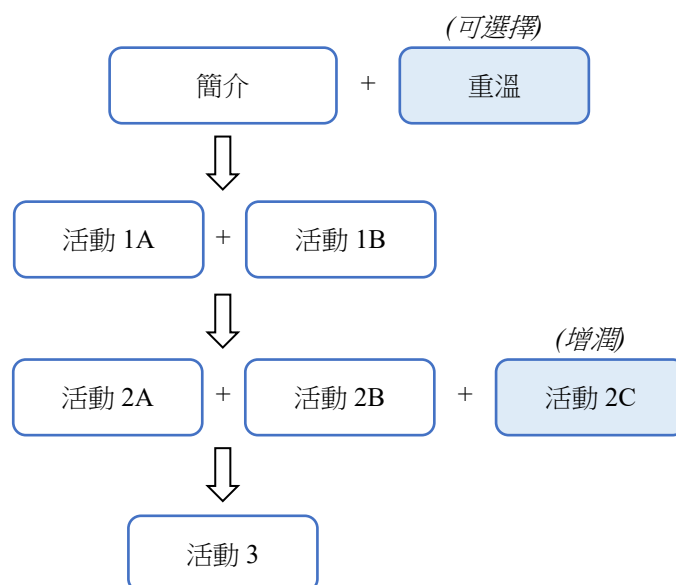 (可選擇)
簡介 + 重溫
活動 1A + 活動 1B
(增潤)
活動 2A + 活動 2B + 活動 2C
活動 3